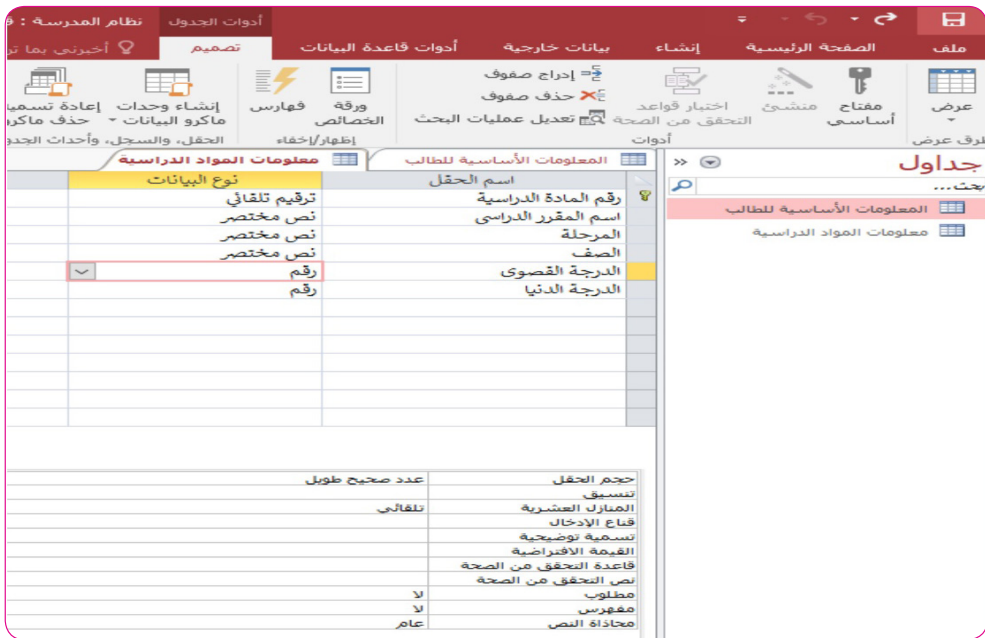 أدوات الجدول
نظام المدرسة :
ملف
الصفحة الرئيسية
إنشاء
بيانات خارجية
أدوات قاعدة البيانات
تصميم
أخبرني بما
عرض
مفتاح أساسي
منشئ
اختبار قواعد التحقق من الصحة
إدراج صفوف
حذف صفوف
تعديل عمليات البحث
ورقة الخصائص
فهارس
إنشاء وحدات ماكرو البيانات
إعادة
حذف
طرق عرض
أدوات
إظهار/إخفاء
الحقل، والسجل، وأحداث
جداول
بحث...
المعلومات الأساسية للطالب
معلومات المواد الدراسية
المعلومات الأساسية للطالب
معلومات المواد الدراسية
اسم الحقل نوع البيانات
رقم المادة الدراسية ترقيم تلقائي
اسم المقرر الدراسي نص مختصر
المرحلة نص مختصر
الصف نص مختصر
الدرجة القصوى رقم
الدرجة الدنيا رقم
حجم الحقل عدد صحيح طويل
تنسيق
المنازل العشرية تلقائي
قناع الإدخال
تسمية توضيحية
القيمة الافتراضية
قاعدة التحقق من الصحة
نص التحقق من الصحة
مطلوب لا
مفهرس لا
محاذاة النص عام